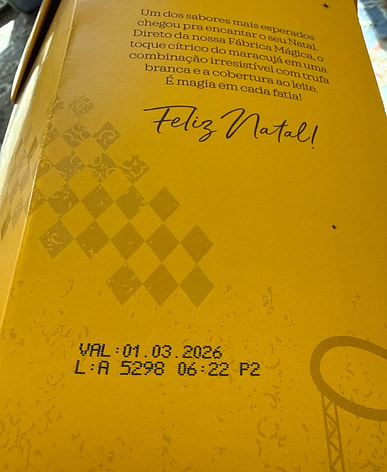 Um dos sabores mais esperados
chegou pra encantar o seu Natal.
Direto da nossa Fábrica Mágica, o
toque cítrico do maracujá em uma
combinação irresistível com trufa
branca e a cobertura ao leite.
É magia em cada fatia!
Feliz Natal!
VAL:01.03.2026
L:A 5298 06:22 P2